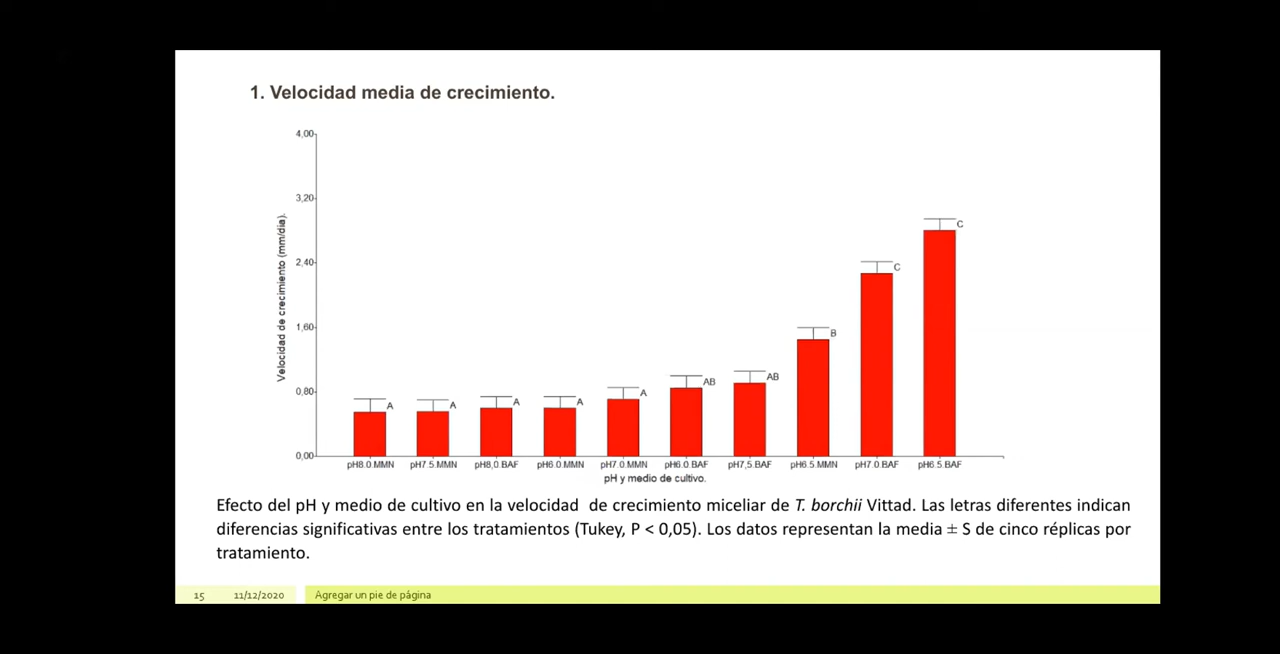 1. Velocidad media de crecimiento.
4,00
3,20
2,40
1,60
0,80
0,00
Velocidad de crecimiento (mm/dia).
A
A
A
A
A
AB
AB
B
C
C
pH8.0.MMN pH7.5.MMN pH8,0.BAF pH6.0.MMN pH7.0.MMN pH6.0.BAF pH7,5.BAF pH6.5.MMN pH7.0.BAF pH6.5.BAF
pH y medio de cultivo.
Efecto del pH y medio de cultivo en la velocidad de crecimiento miceliar de T. borchii Vittad. Las letras diferentes indican
diferencias significativas entre los tratamientos (Tukey, P < 0,05). Los datos representan la media ± S de cinco réplicas por
tratamiento.
15 11/12/2020 Agregar un pie de página